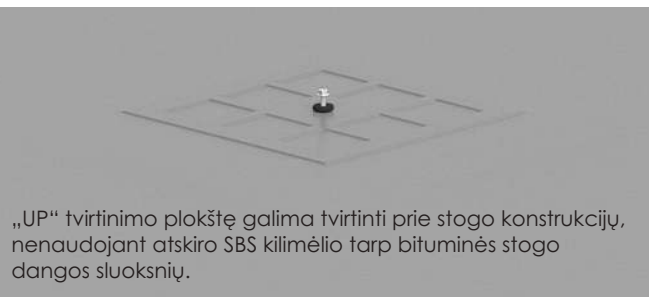 „UP“ tvirtinimo plokštę galima tvirtinti prie stogo konstrukcijų,
nenaudojant atskiro SBS kilimėlio tarp bituminės stogo
dangos sluoksnių.